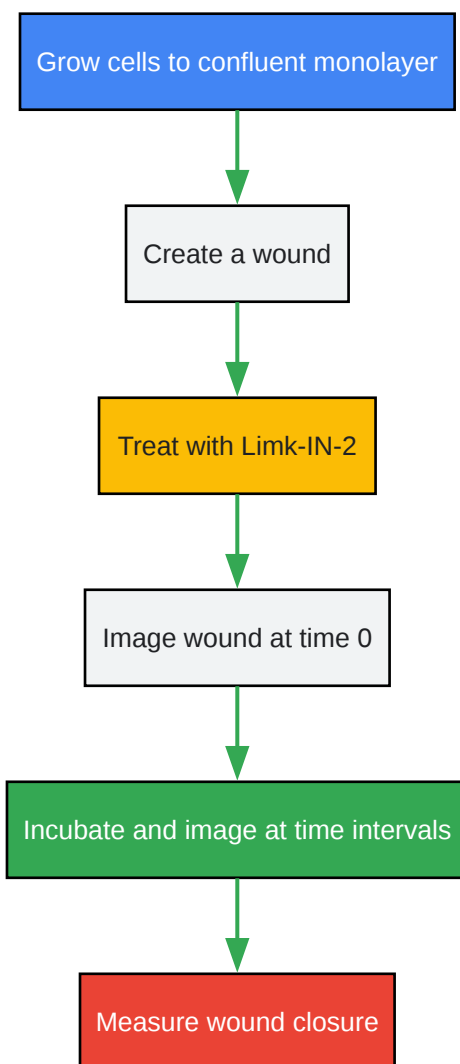 Grow cells to confluent monolayer
Create a wound
Treat with Limk-IN-2
Image wound at time 0
Incubate and image at time intervals
Measure wound closure